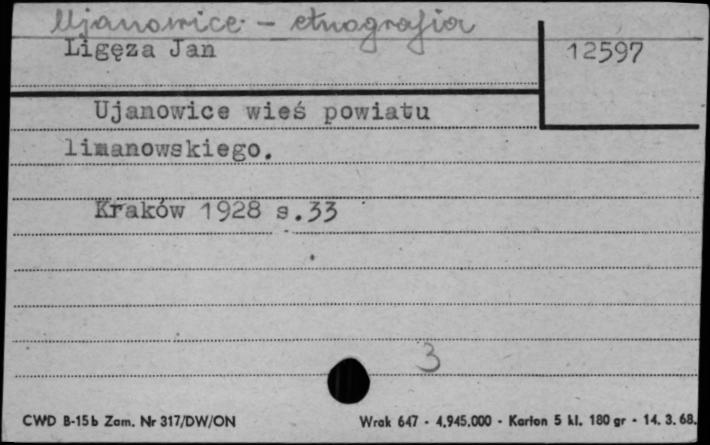 Ujanowice - etnografia
Ligęza Jan
12597
Ujanowice wieś powiatu
limanowskiego.
Kraków 1928 s.33
3
CWD B-15b Zam. Nr 317/DW/ON
Wrak 647 - 4.945.000 - Karton 5 kl. 180 gr - 14. 3. 68.